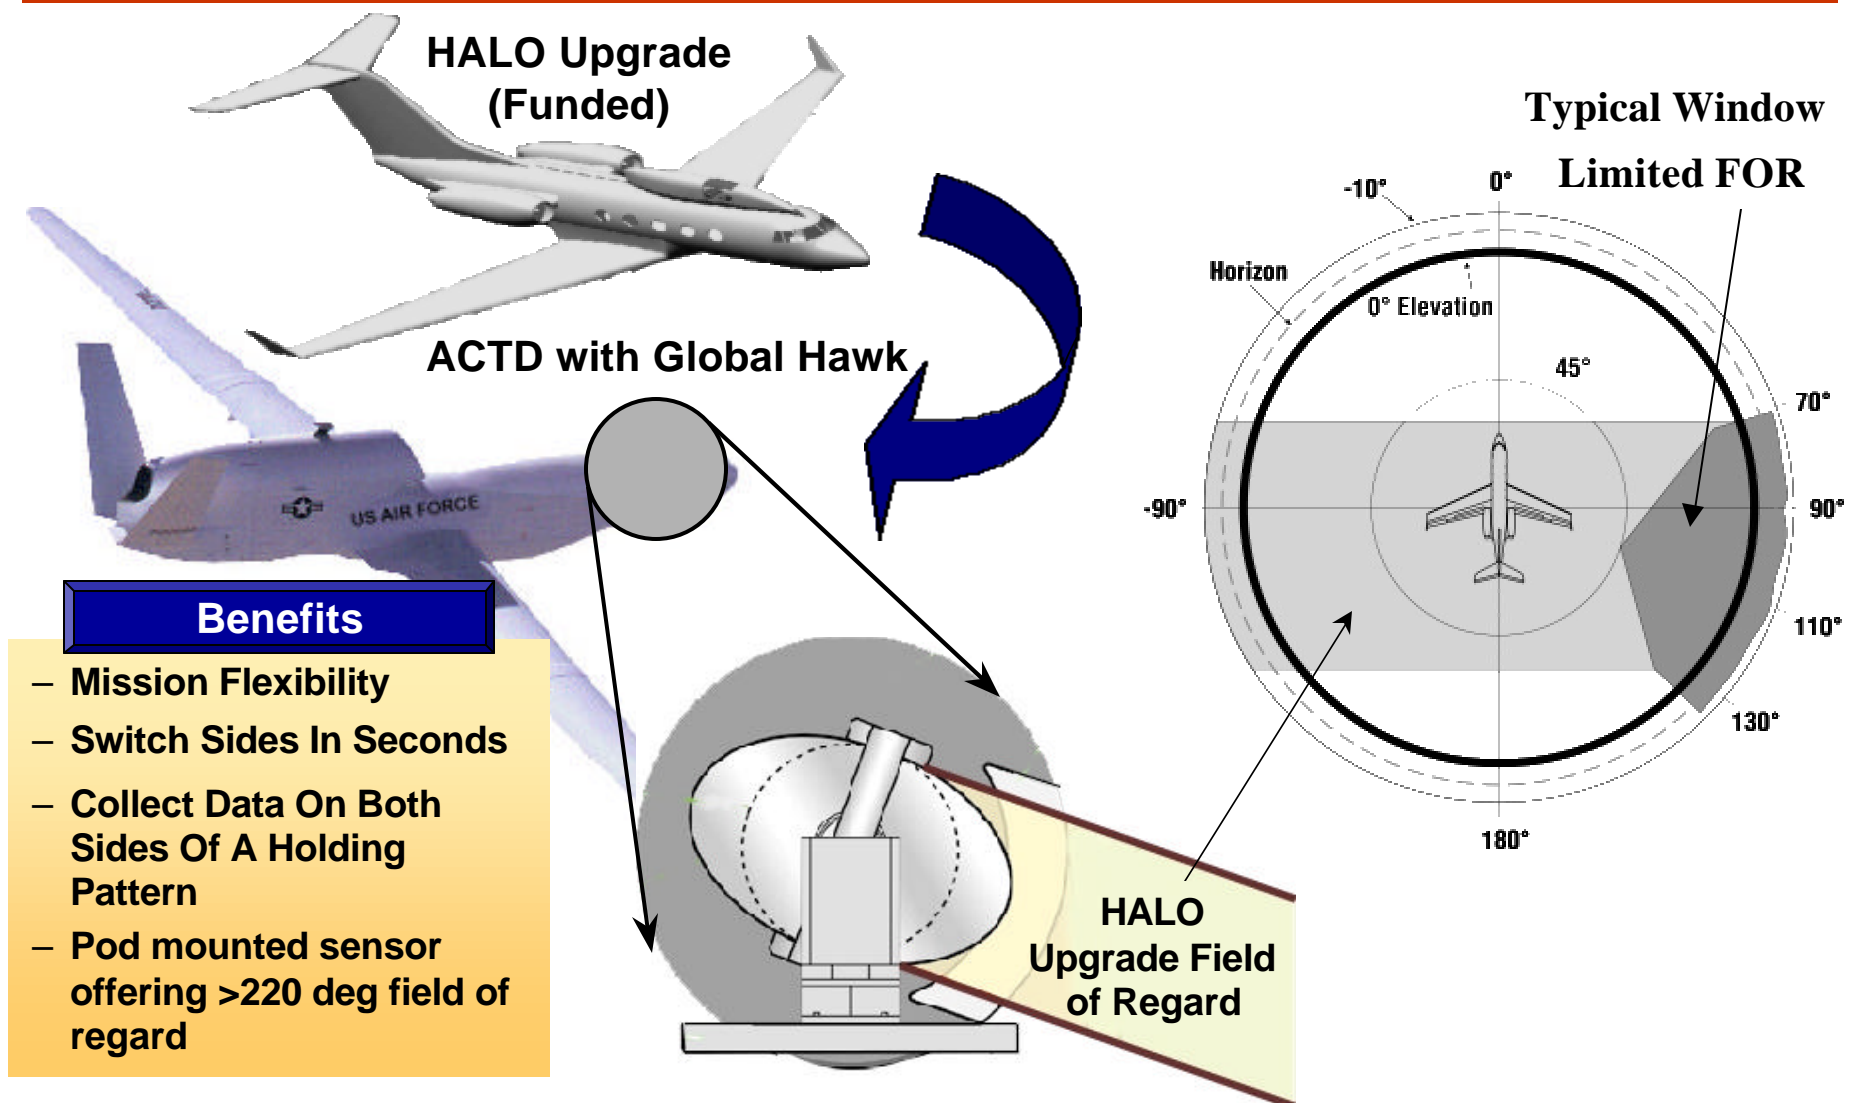 HALO Upgrade
(Funded)
Typical Window
Limited FOR
-10°
0°
Horizon
0° Elevation
45°
70°
-90°
90°
110°
130°
180°
ACTD with Global Hawk
US AIR FORCE
Benefits
– Mission Flexibility
– Switch Sides In Seconds
– Collect Data On Both
Sides Of A Holding
Pattern
– Pod mounted sensor
offering >220 deg field of
regard
HALO
Upgrade Field
of Regard